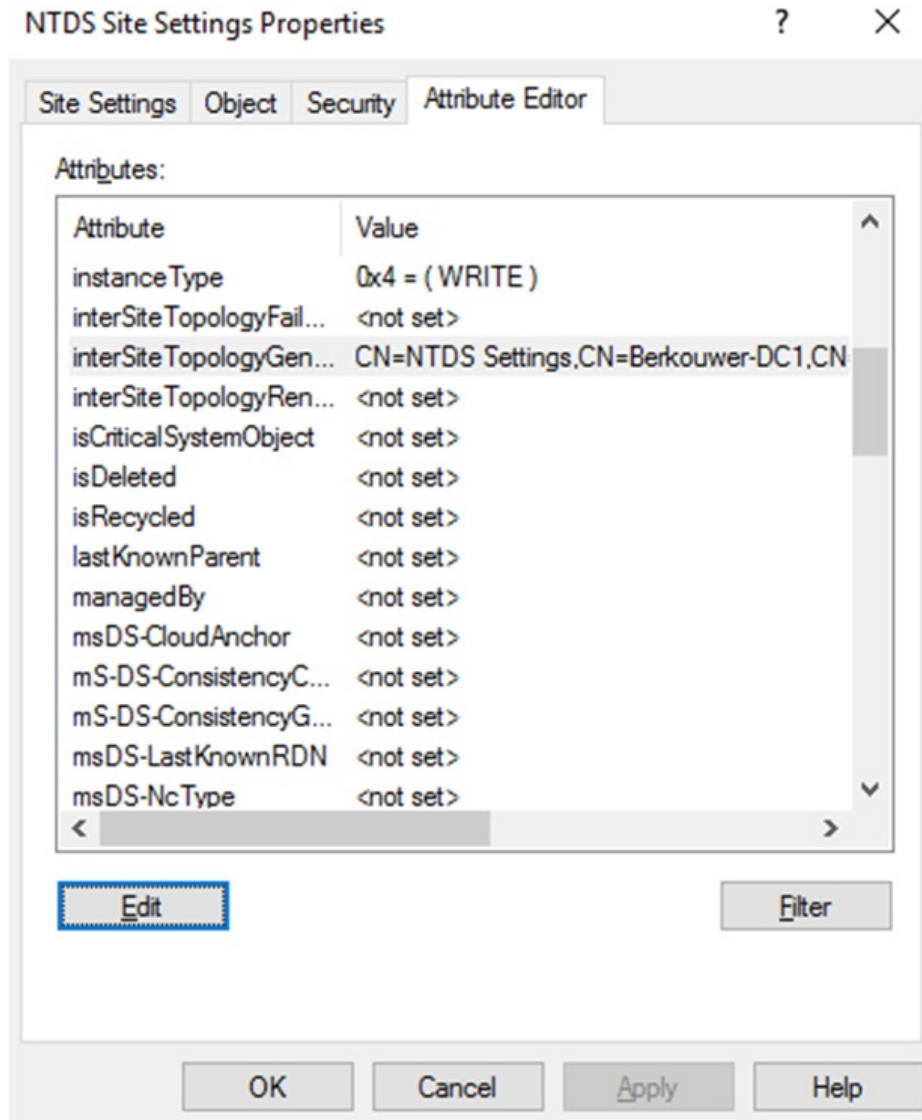 NTDS Site Settings Properties ? ✕
Site Settings Object Security Attribute Editor
Attributes:
Attribute Value
instanceType 0x4 = ( WRITE )
interSiteTopologyFail... <not set>
interSiteTopologyGen... CN=NTDS Settings,CN=Berkouwer-DC1,CN
interSiteTopologyRen... <not set>
isCriticalSystemObject <not set>
isDeleted <not set>
isRecycled <not set>
lastKnownParent <not set>
managedBy <not set>
msDS-CloudAnchor <not set>
mS-DS-ConsistencyC... <not set>
mS-DS-ConsistencyG... <not set>
msDS-LastKnownRDN <not set>
msDS-NcType <not set>
Edit Filter
OK Cancel Apply Help